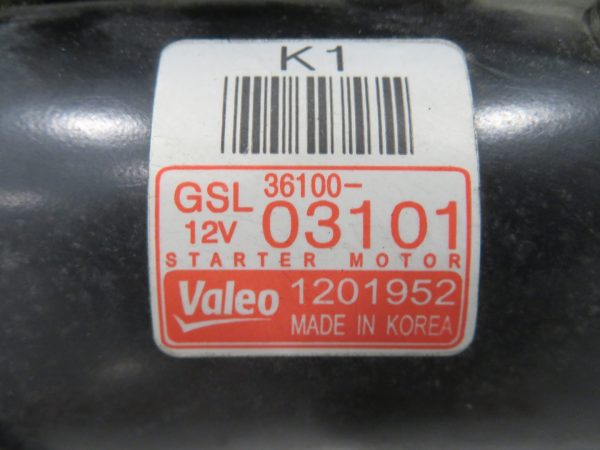 K1
GSL 36100-
12V 03101
STARTER MOTOR
Valeo 1201952
MADE IN KOREA